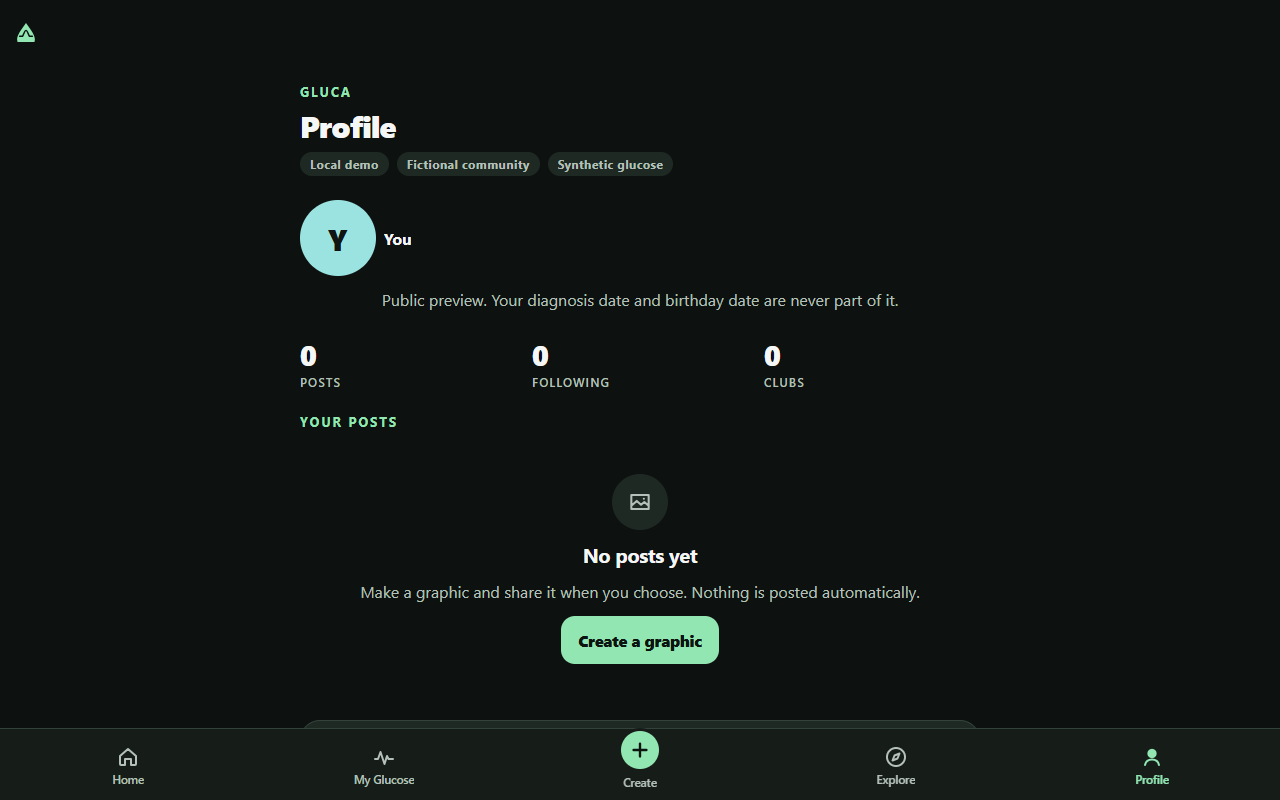 GLUCA
Profile
Local demo Fictional community Synthetic glucose
Y
You
Public preview. Your diagnosis date and birthday date are never part of it.
0 0 0
POSTS FOLLOWING CLUBS
YOUR POSTS
No posts yet
Make a graphic and share it when you choose. Nothing is posted automatically.
Create a graphic
Home My Glucose Create Explore Profile